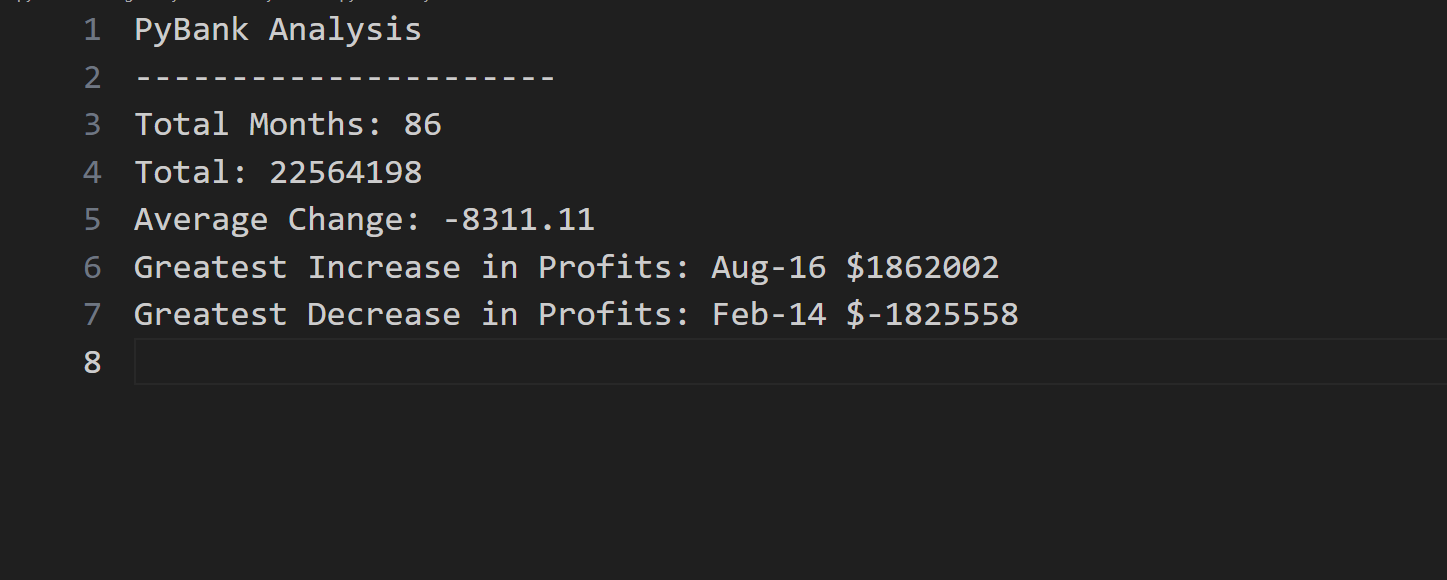 1 PyBank Analysis
2 ----------------------
3 Total Months: 86
4 Total: 22564198
5 Average Change: -8311.11
6 Greatest Increase in Profits: Aug-16 $1862002
7 Greatest Decrease in Profits: Feb-14 $-1825558
8